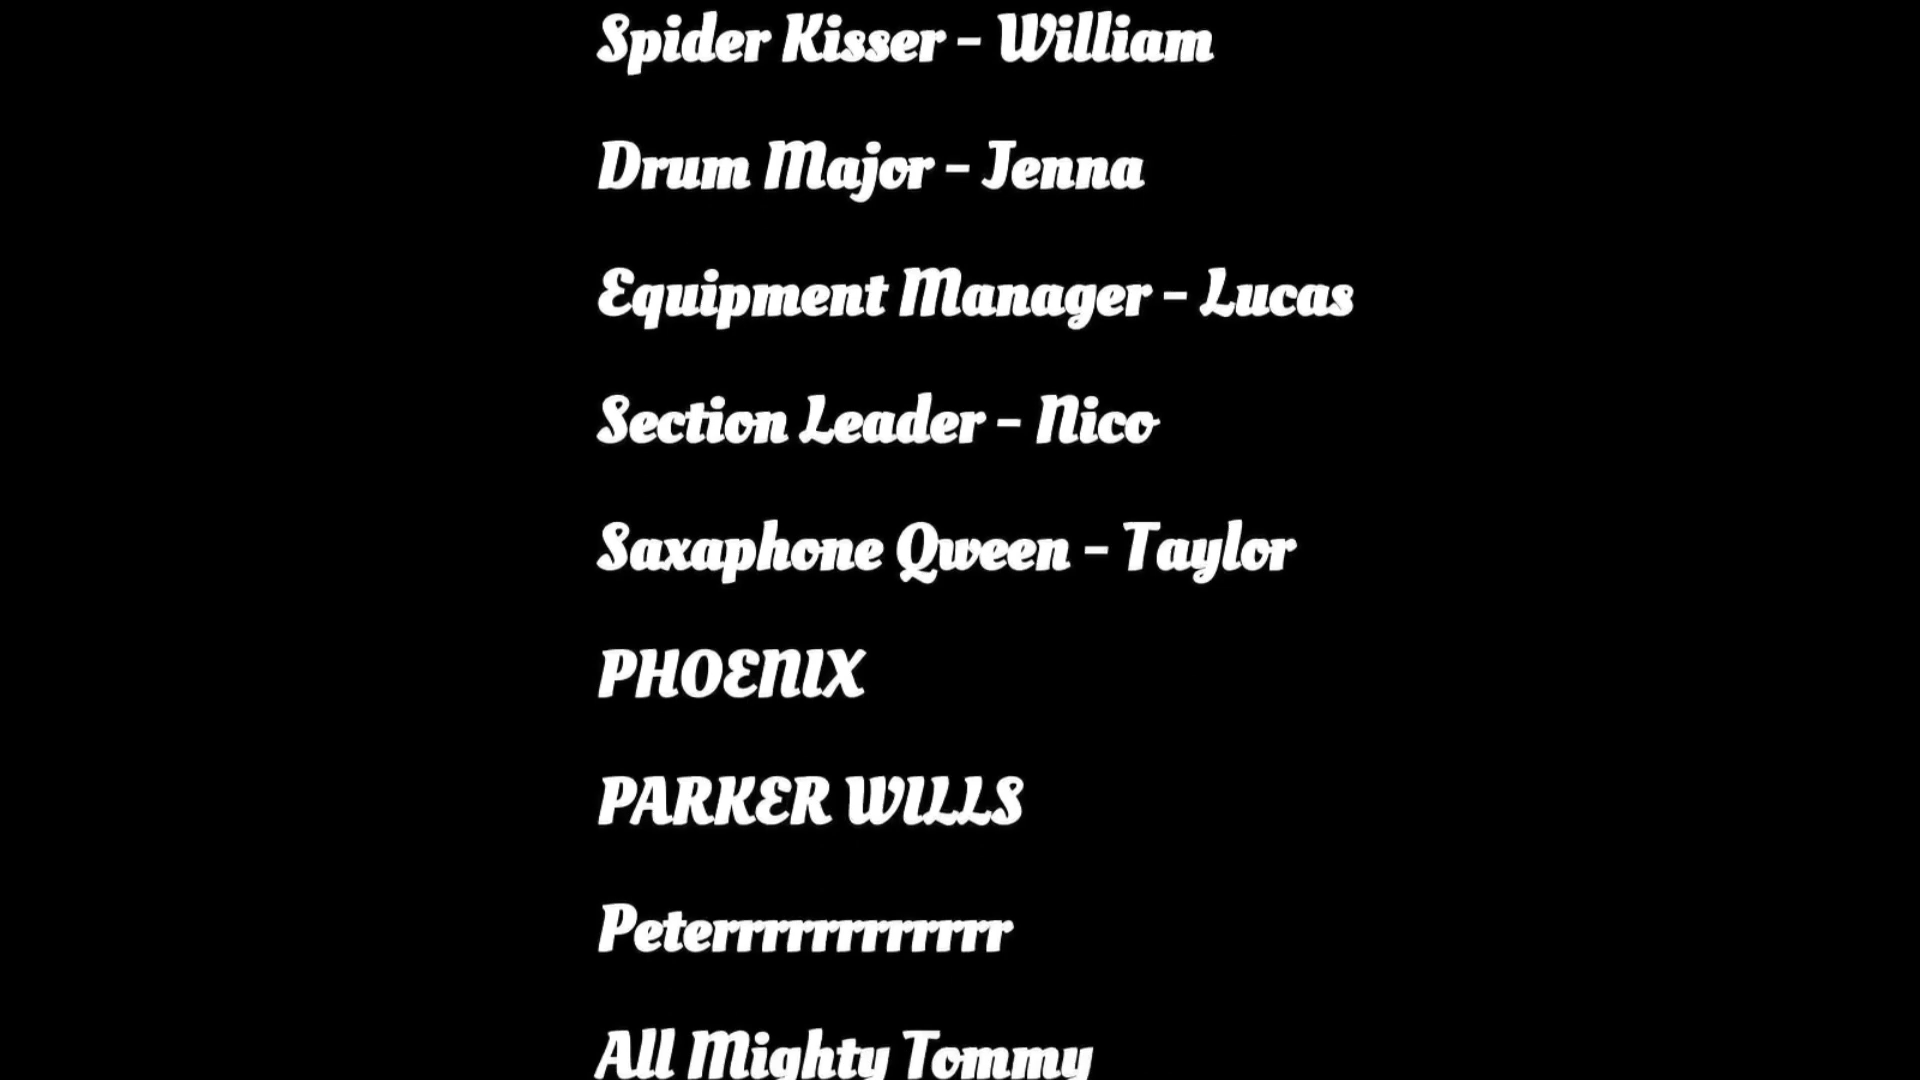 Spider Kisser - William
Drum Major - Jenna
Equipment Manager - Lucas
Section Leader - Nico
Saxaphone Qween - Taylor
PHOENIX
PARKER WILLS
Peterrrrrrrrrrrr
All Mighty Tommy